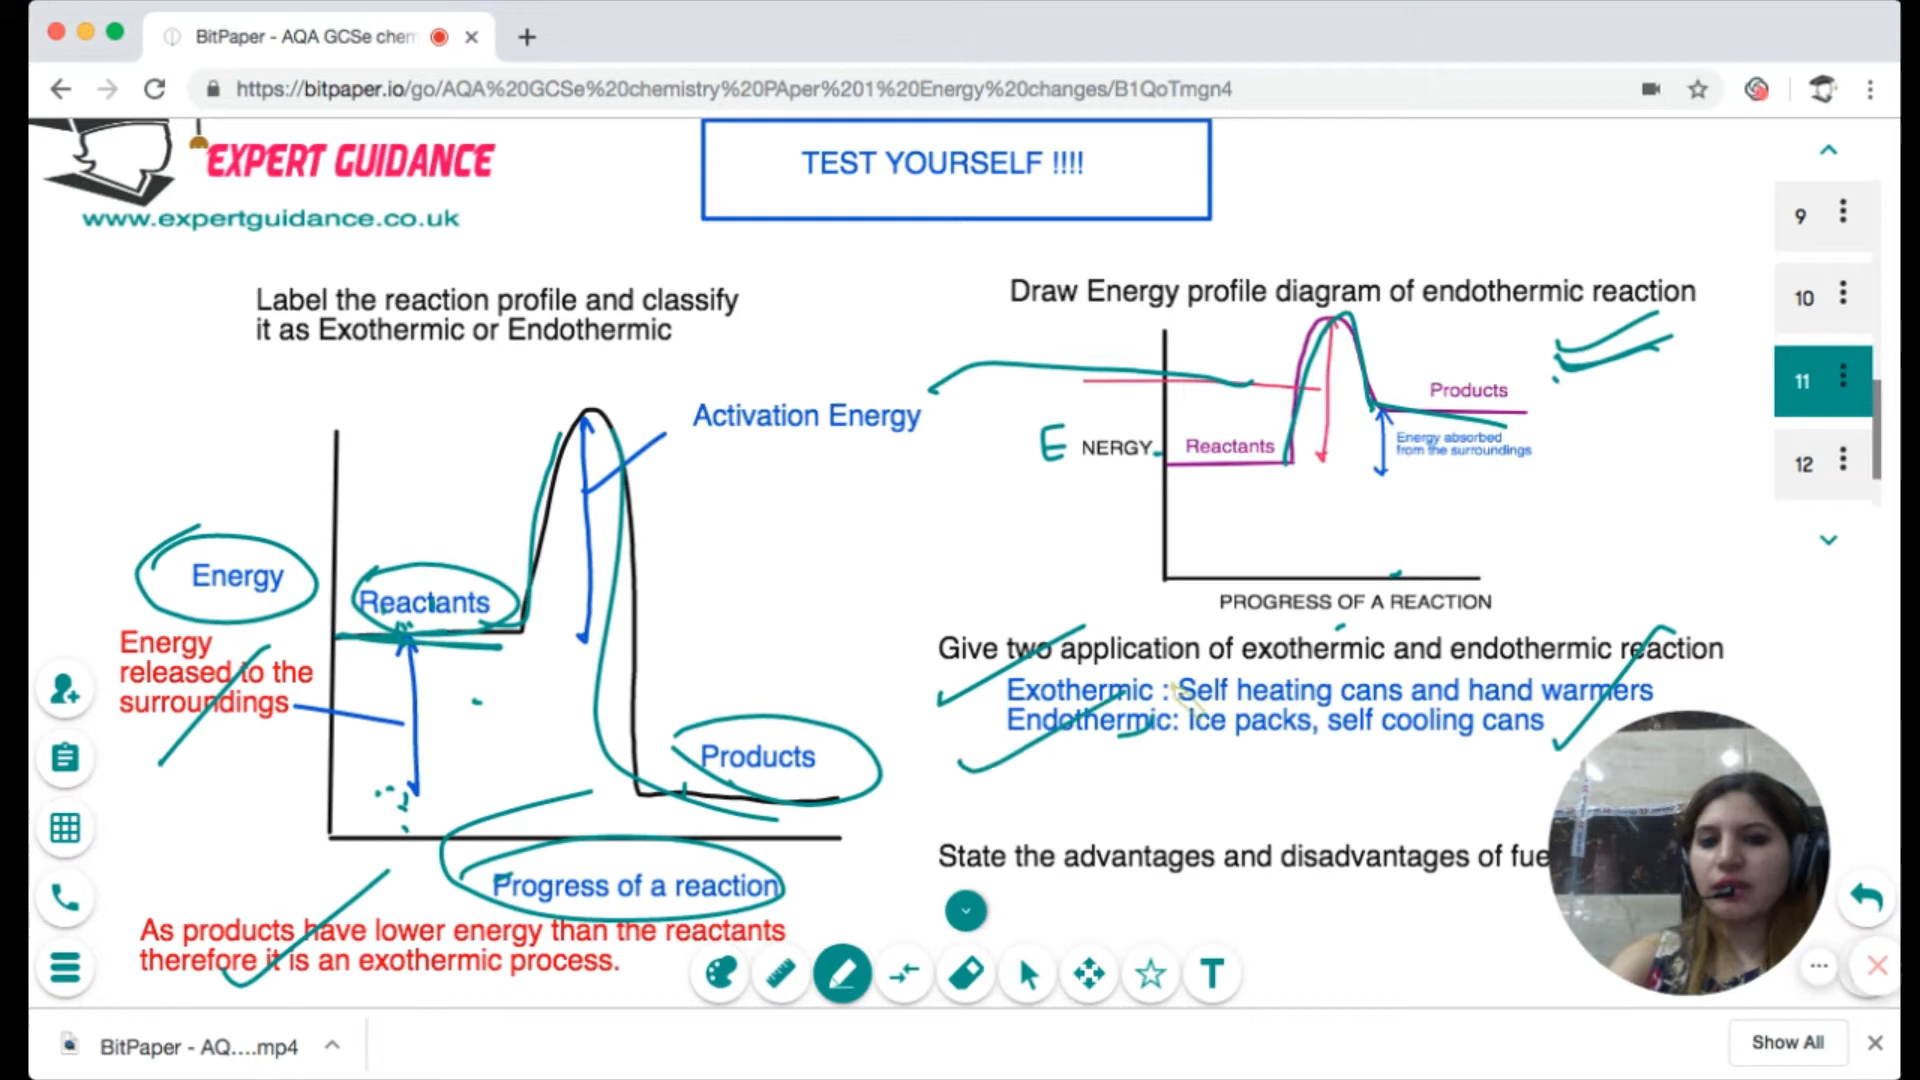 BitPaper - AQA GCSe chem
https://bitpaper.io/go/AQA%20GCSe%20chemistry%20PAper%201%20Energy%20changes/B1QoTmgn4
EXPERT GUIDANCE
www.expertguidance.co.uk
TEST YOURSELF !!!!
Label the reaction profile and classify
it as Exothermic or Endothermic
Activation Energy
Energy
Reactants
Energy
released to the
surroundings
Products
Progress of a reaction
As products have lower energy than the reactants
therefore it is an exothermic process.
Draw Energy profile diagram of endothermic reaction
Products
E NERGY
Reactants
Energy absorbed
from the surroundings
PROGRESS OF A REACTION
Give two application of exothermic and endothermic reaction
Exothermic : Self heating cans and hand warmers
Endothermic: Ice packs, self cooling cans
State the advantages and disadvantages of fue
9
10
11
12
T
BitPaper - AQ....mp4
Show All